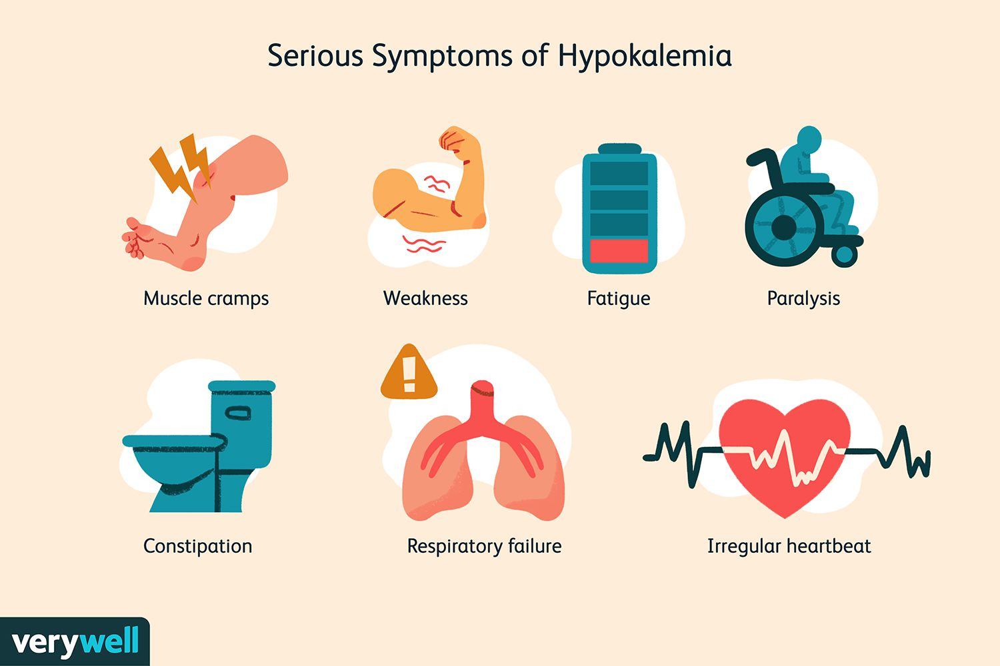 Serious Symptoms of Hypokalemia
Muscle cramps
Weakness
Fatigue
Paralysis
Constipation
Respiratory failure
Irregular heartbeat
verywell